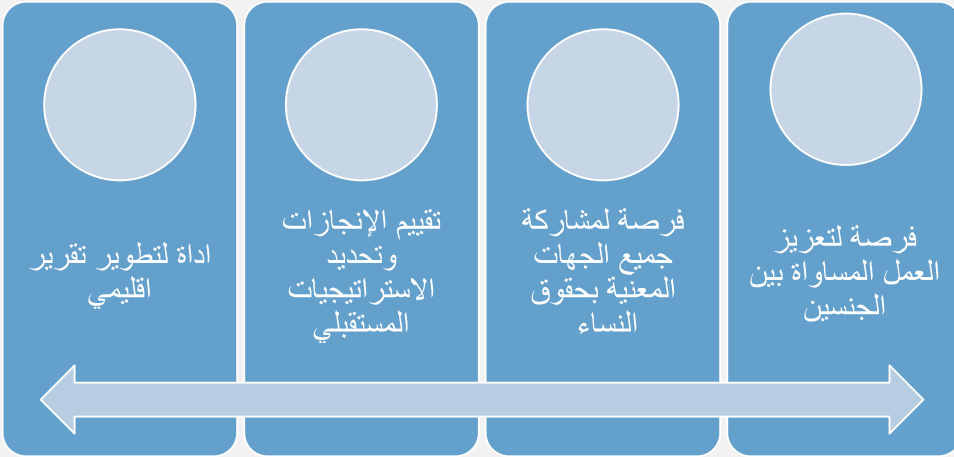 فرصة لتعزيز
العمل المساواة بين
الجنسين
فرصة لمشاركة
جميع الجهات
المعنية بحقوق
النساء
تقييم الإنجازات
وتحديد
الاستراتيجيات
المستقبلي
اداة لتطوير تقرير
اقليمي